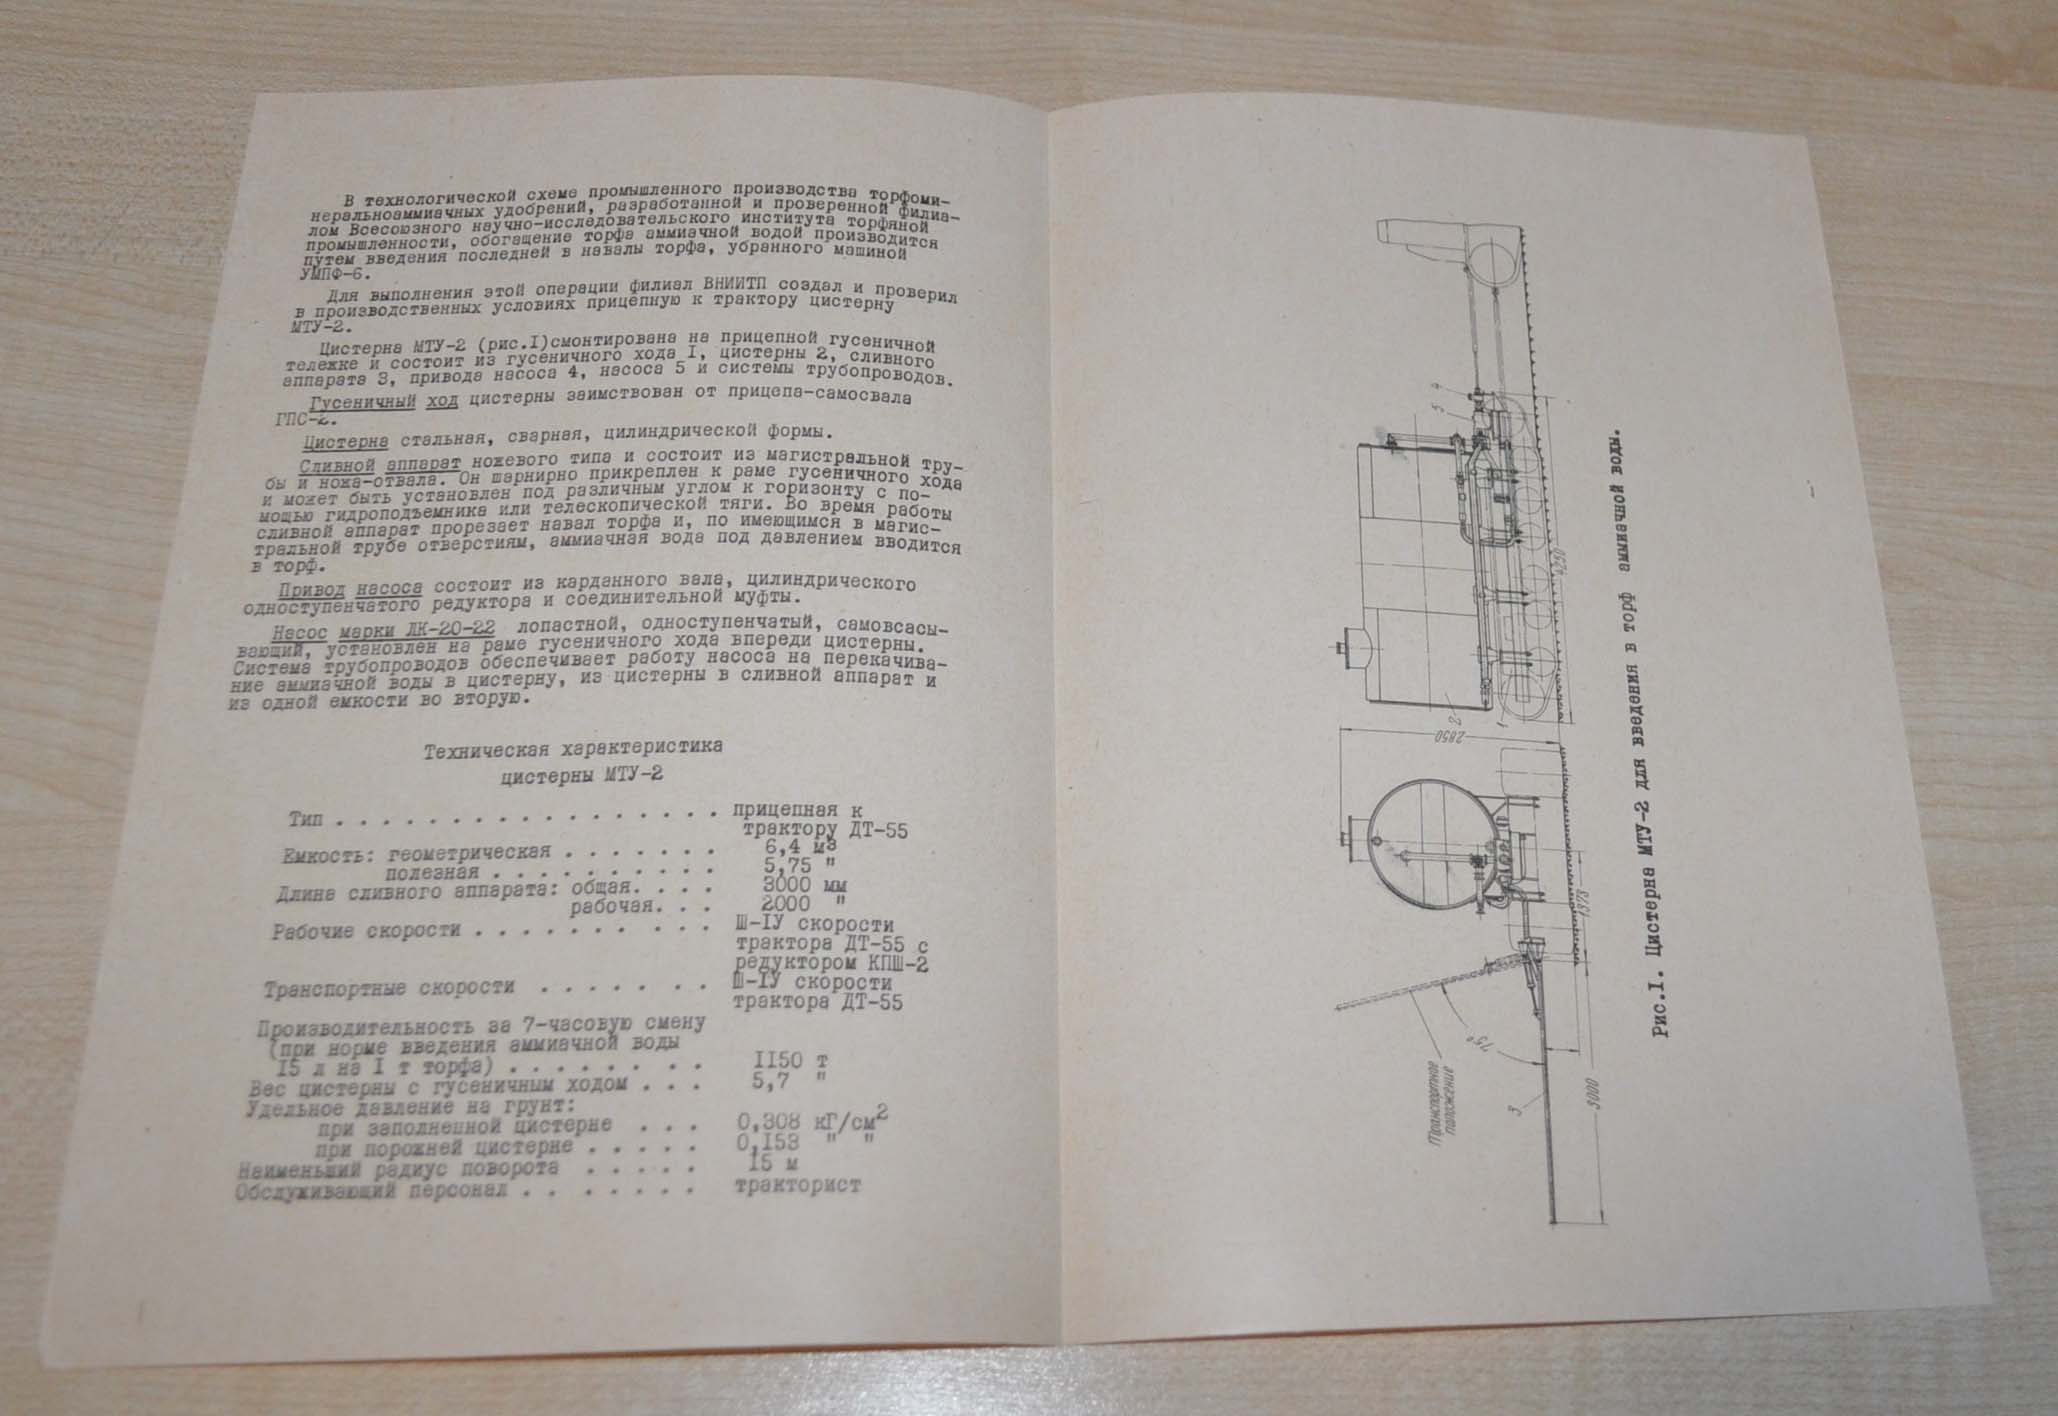 В технологической схеме промышленного производства торфоми-
неральноаммиачных удобрений, разработанной и проверенной филиа-
лом Всесоюзного научно-исследовательского института торфяной
промышленности, обогащение торфа аммиачной водой производится
путем введения последней в навалы торфа, убранного машиной
УМПФ-6.
Для выполнения этой операции филиал ВНИИТП создал и проверил
в производственных условиях прицепную к трактору цистерну
МТУ-2.
Цистерна МТУ-2 (рис.I)смонтирована на прицепной гусеничной
тележке и состоит из гусеничного хода I, цистерны 2, сливного
аппарата 3, привода насоса 4, насоса 5 и системы трубопроводов.
Гусеничный ход цистерны заимствован от прицепа-самосвала
ГПС-2.
Цистерна стальная, сварная, цилиндрической формы.
Сливной аппарат ножевого типа и состоит из магистральной тру-
бы и ножа-отвала. Он шарнирно прикреплен к раме гусеничного хода
и может быть установлен под различным углом к горизонту с по-
мощью гидроподъемника или телескопической тяги. Во время работы
сливной аппарат прорезает навал торфа и, по имеющимся в магис-
тральной трубе отверстиям, аммиачная вода под давлением вводится
в торф.
Привод насоса состоит из карданного вала, цилиндрического
одноступенчатого редуктора и соединительной муфты.
Насос марки ЛК-20-22 лопастной, одноступенчатый, самовсасы-
вающий, установлен на раме гусеничного хода впереди цистерны.
Система трубопроводов обеспечивает работу насоса на перекачива-
ние аммиачной воды в цистерну, из цистерны в сливной аппарат и
из одной емкости во вторую.
Техническая характеристика
цистерны МТУ-2
Тип . . . . . . . . . . . . . . . . . прицепная к
трактору ДТ-55
Емкость: геометрическая . . . . . . . 6,4 м3
полезная . . . . . . . . . . 5,75 "
Длина сливного аппарата: общая. . . . 3000 мм
рабочая. . . 2000 "
Рабочие скорости . . . . . . . . . . Ш-IУ скорости
трактора ДТ-55 с
редуктором КПШ-2
Транспортные скорости . . . . . . . Ш-IУ скорости
трактора ДТ-55
Производительность за 7-часовую смену
(при норме введения аммиачной воды
I5 л на I т торфа) . . . . . . . . II50 т
Вес цистерны с гусеничным ходом . . . 5,7 "
Удельное давление на грунт:
при заполненной цистерне . . . 0,308 кГ/см2
при порожней цистерне . . . . . 0,I53 " "
Наименьший радиус поворота . . . . . I5 м
Обслуживающий персонал . . . . . . . тракторист
4
5
4250
2
1
2850
1373
75°
Транспортное
положение
3
3000
Рис.I. Цистерна МТУ-2 для введения в торф аммиачной воды.